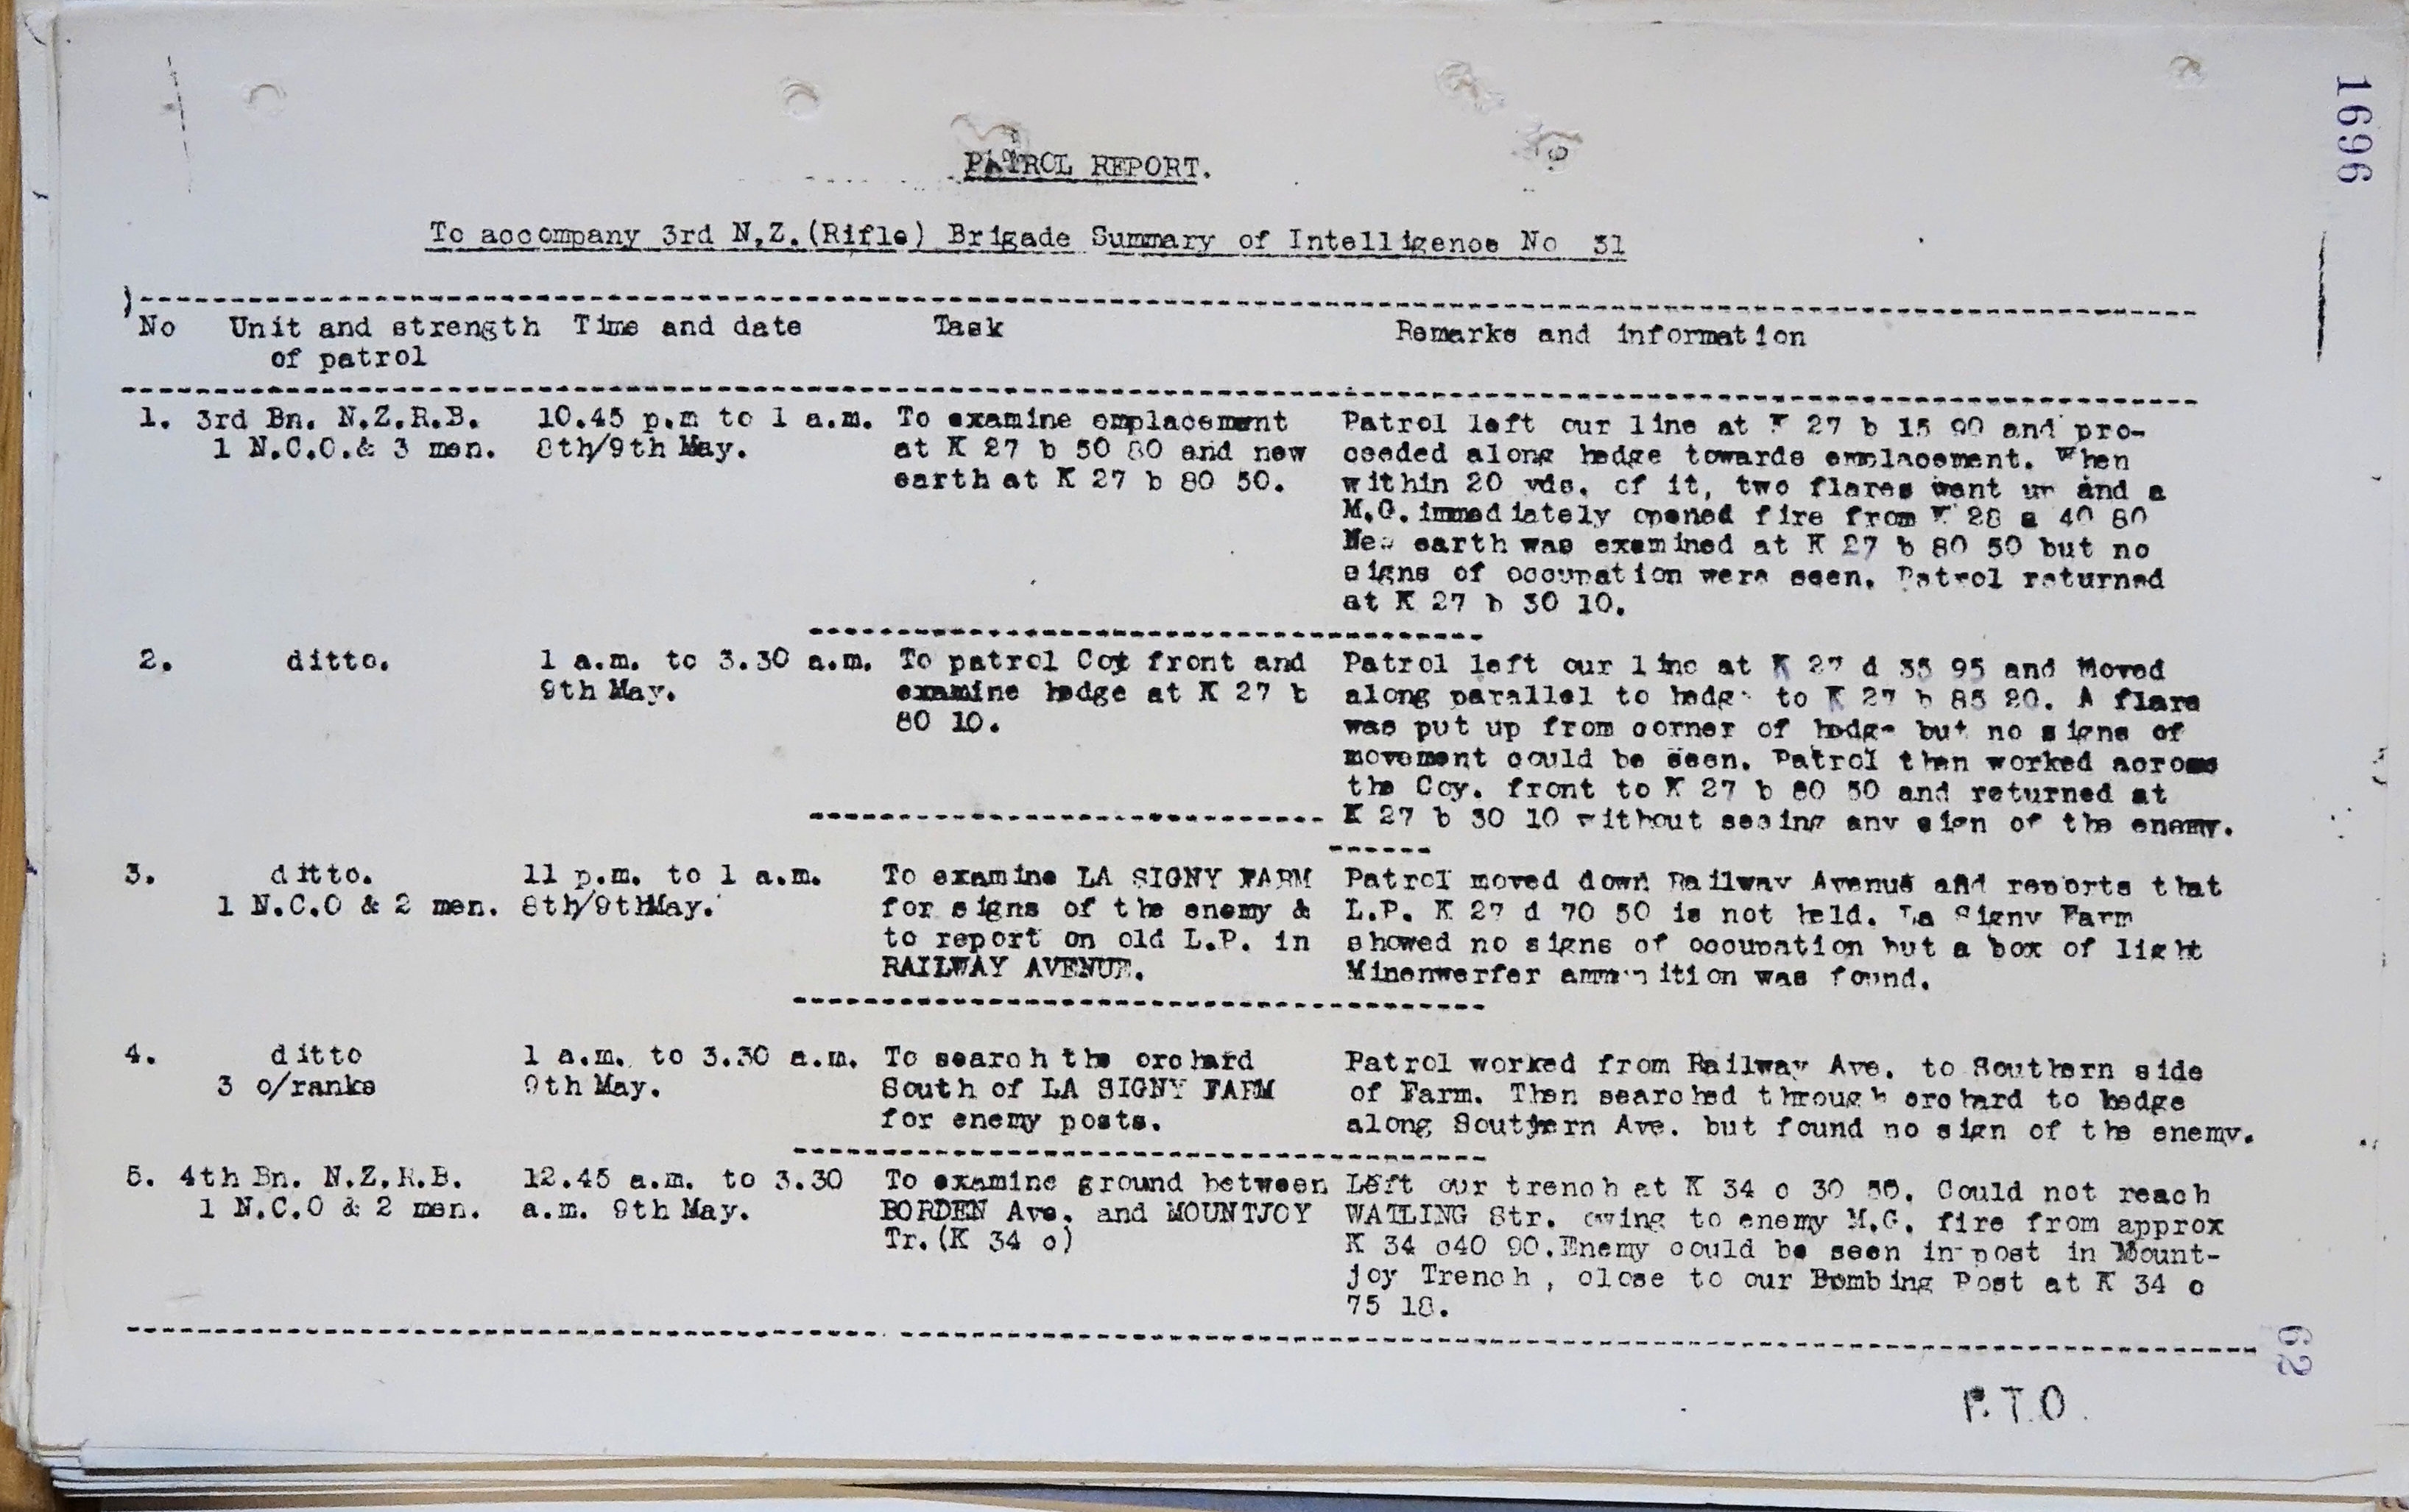 1696
PATROL REPORT.
To accompany 3rd N.Z.(Rifle) Brigade Summary of Intelligence No 31
No Unit and strength Time and date Task Remarks and information
of patrol
1. 3rd Bn. N.Z.R.B. 10.45 p.m to 1 a.m. To examine emplacement Patrol left our line at K 27 b 15 90 and pro-
1 N.C.O.& 3 men. 8th/9th May. at K 27 b 50 80 and new ceeded along hedge towards emplacement. When
earth at K 27 b 80 50. within 20 yds. of it, two flares went up and a
M.G. immediately opened fire from K 28 a 40 80
New earth was examined at K 27 b 80 50 but no
signs of occupation were seen. Patrol returned
at K 27 b 30 10.
2. ditto. 1 a.m. to 3.30 a.m. To patrol Coy front and Patrol left our line at K 27 d 35 95 and Moved
9th May. examine hedge at K 27 b along parallel to hedge to K 27 b 85 20. A flare
80 10. was put up from corner of hedge but no signs of
movement could be seen. Patrol then worked across
the Coy. front to K 27 b 80 50 and returned at
K 27 b 30 10 without seeing any sign of the enemy.
3. ditto. 11 p.m. to 1 a.m. To examine LA SIGNY FARM Patrol moved down Railway Avenue and reports that
1 N.C.O & 2 men. 8th/9thMay. for signs of the enemy & L.P. K 27 d 70 50 is not held. La Signy Farm
to report on old L.P. in showed no signs of occupation but a box of light
RAILWAY AVENUE. Minenwerfer ammunition was found.
4. ditto 1 a.m. to 3.30 a.m. To search the orchard Patrol worked from Railway Ave. to Southern side
3 o/ranks 9th May. South of LA SIGNY FARM of Farm. Then searched through orchard to hedge
for enemy posts. along Southern Ave. but found no sign of the enemy.
5. 4th Bn. N.Z.R.B. 12.45 a.m. to 3.30 To examine ground between Left our trench at K 34 c 30 50. Could not reach
1 N.C.O & 2 men. a.m. 9th May. BORDEN Ave. and MOUNTJOY WATLING Str. owing to enemy M.G. fire from approx
Tr.(K 34 c) K 34 c40 90.Enemy could be seen in post in Mount-
joy Trench, close to our Bombing Post at K 34 c
75 18.
62
P.T.O.